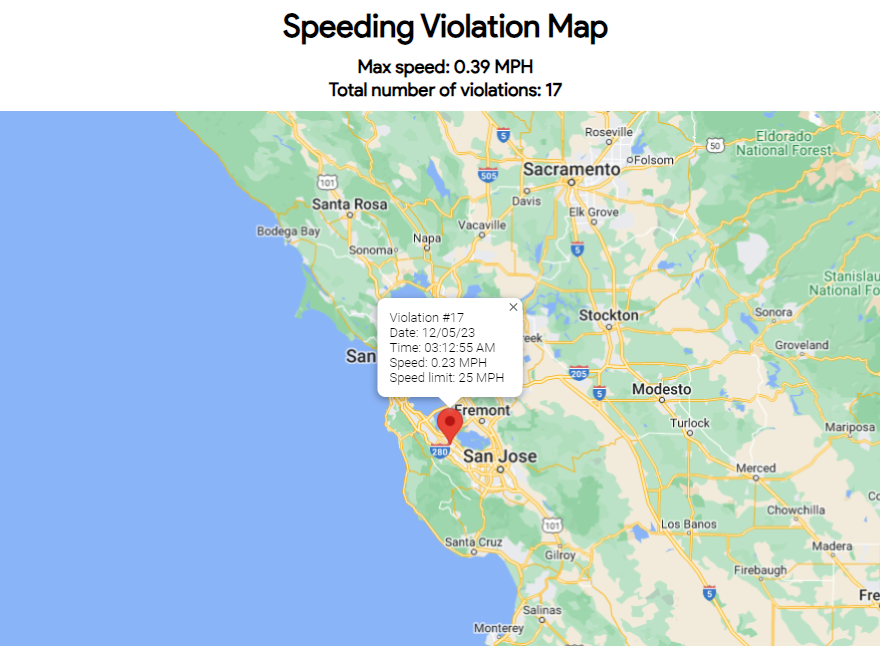 Speeding Violation Map
Max speed: 0.39 MPH
Total number of violations: 17
Roseville
5
50
Eldorado
National Forest
Folsom
Sacramento
505
101
Davis
Santa Rosa
Elk Grove
Vacaville
Bodega Bay
Napa
Sonoma
5
Stanislau
National Fo
Violation #17
Date: 12/05/23
Time: 03:12:55 AM
Speed: 0.23 MPH
Speed limit: 25 MPH
Stockton
Sonora
reek
Groveland
San
205
5
Modesto
Fremont
Turlock
Mariposa
280
San Jose
Merced
Chowchilla
101
Los Banos
Santa Cruz
Gilroy
Madera
Firebaugh
5
Fre
Salinas
Monterey